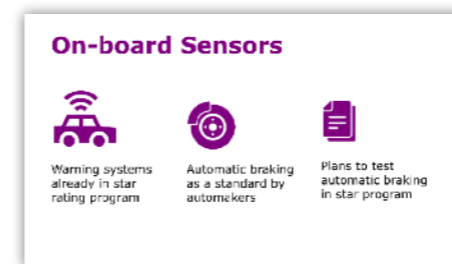 On-board Sensors
Warning systems
already in star
rating program
Automatic braking
as a standard by
automakers
Plans to test
automatic braking
in star program